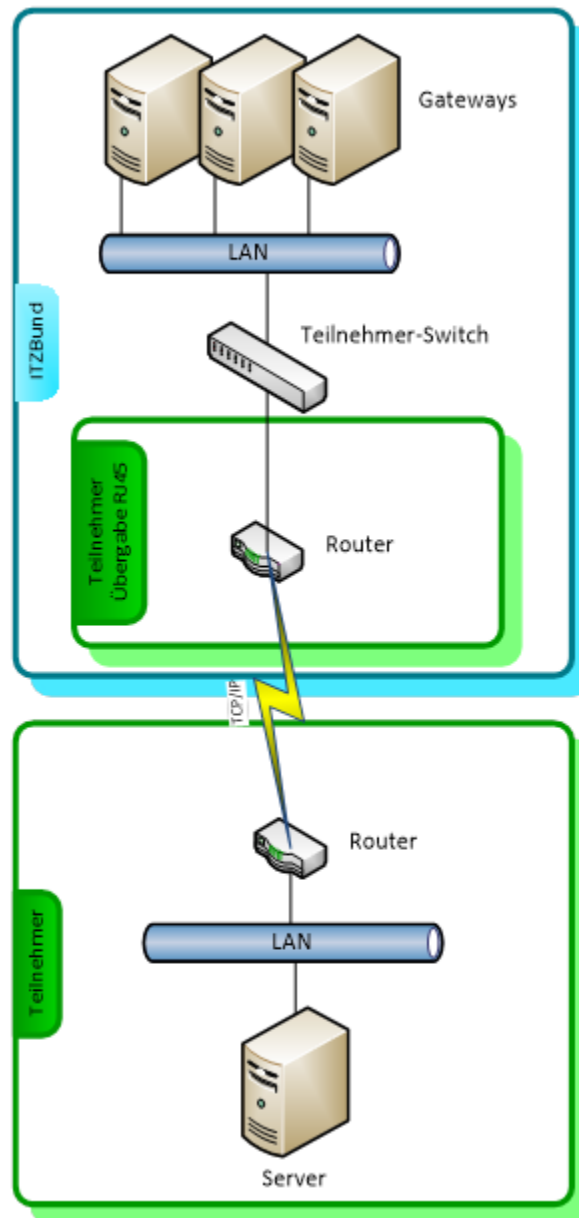 Gateways
LAN
Teilnehmer-Switch
ITZBund
Teilnehmer
Übergabe RJ45
Router
TCP/IP
Router
LAN
Teilnehmer
Server